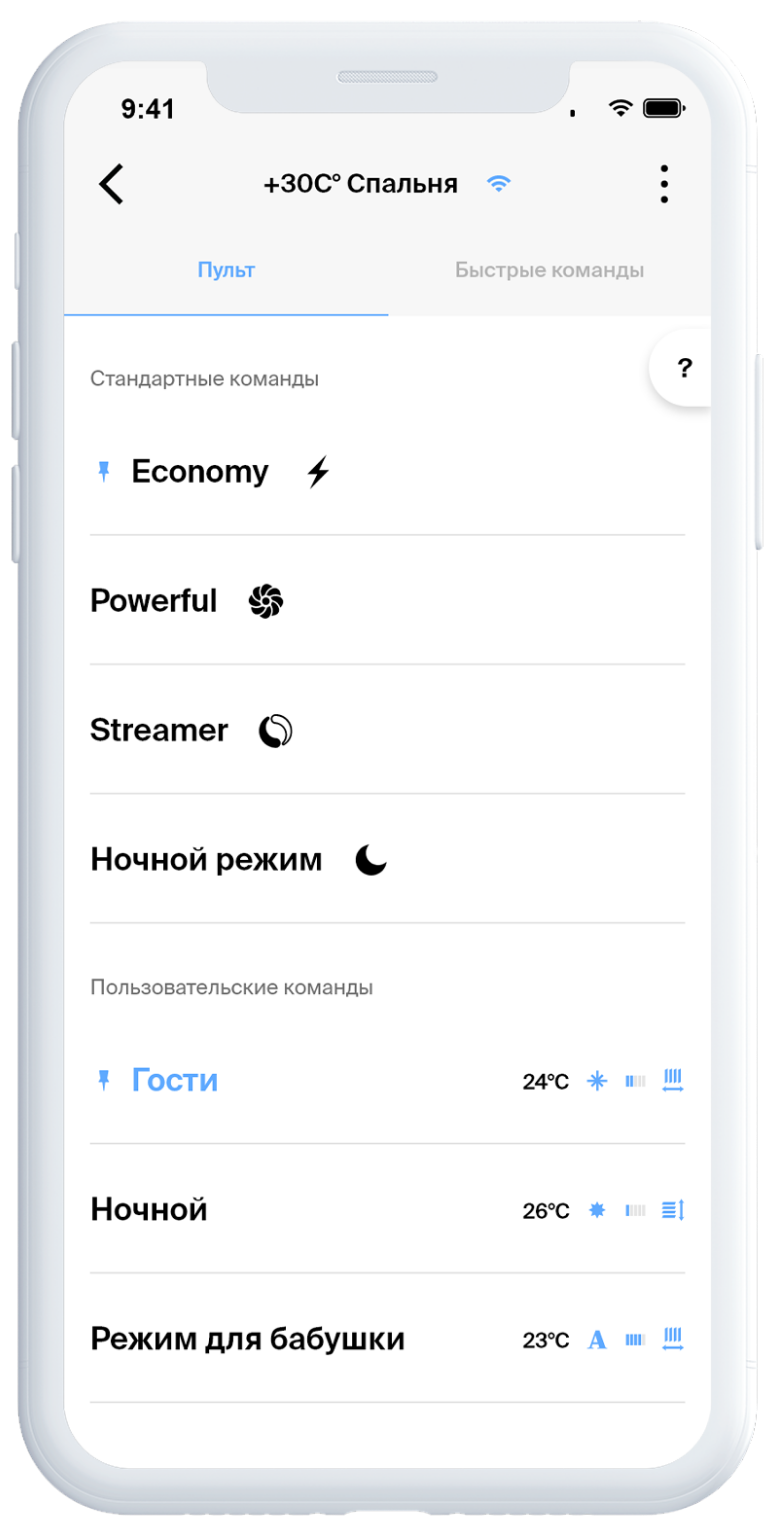 9:41
+30C° Спальня
Пульт
Быстрые команды
?
Стандартные команды
Economy
Powerful
Streamer
Ночной режим
Пользовательские команды
Гости 24°C
Ночной 26°C
Режим для бабушки 23°C A